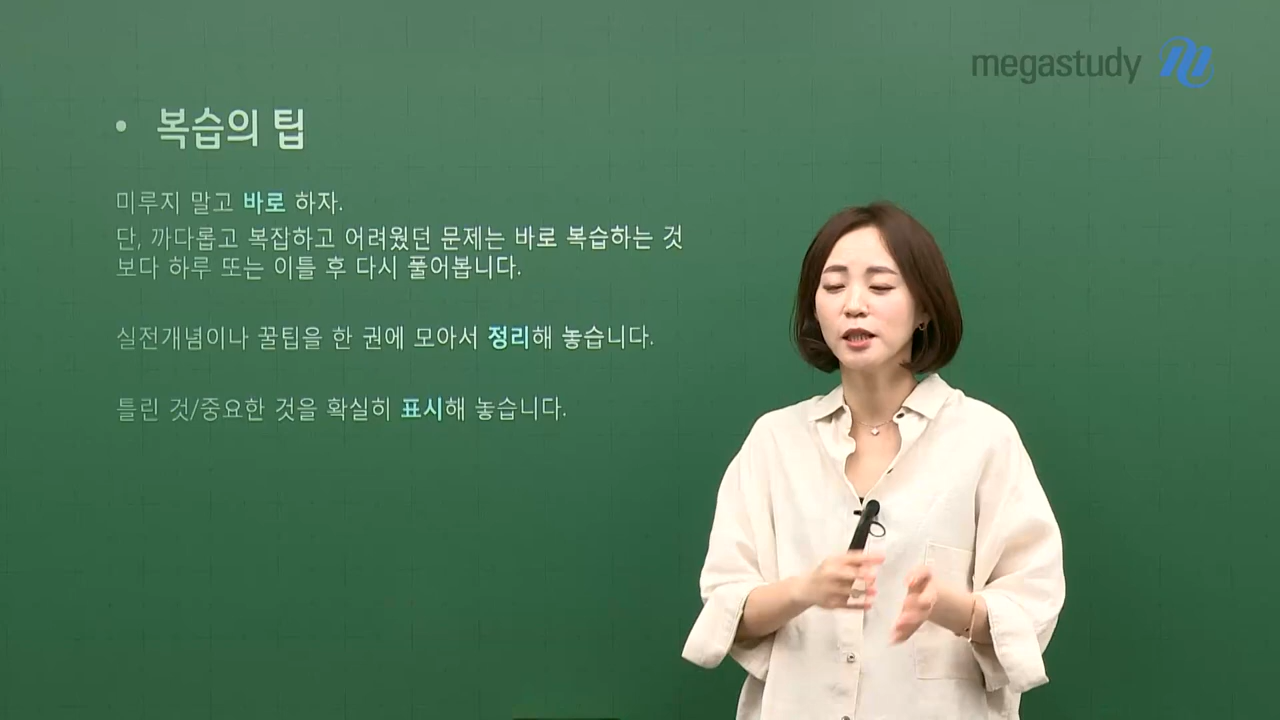 megastudy
• 복습의 팁
미루지 말고 바로 하자.
단, 까다롭고 복잡하고 어려웠던 문제는 바로 복습하는 것
보다 하루 또는 이틀 후 다시 풀어봅니다.
실전개념이나 꿀팁을 한 권에 모아서 정리해 놓습니다.
틀린 것/중요한 것을 확실히 표시해 놓습니다.